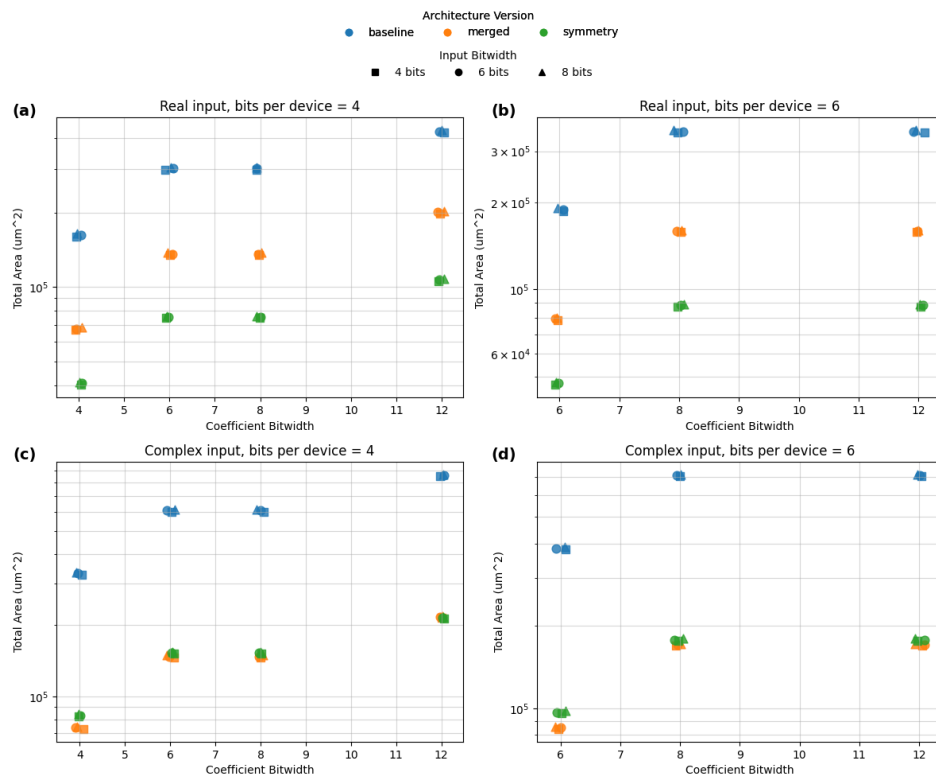 Architecture Version
baseline merged symmetry
Input Bitwidth
4 bits 6 bits 8 bits
(a) Real input, bits per device = 4
Total Area (um^2)
10^5
4 5 6 7 8 9 10 11 12
Coefficient Bitwidth
(b) Real input, bits per device = 6
Total Area (um^2)
3 × 10^5
2 × 10^5
10^5
6 × 10^4
6 7 8 9 10 11 12
Coefficient Bitwidth
(c) Complex input, bits per device = 4
Total Area (um^2)
10^5
4 5 6 7 8 9 10 11 12
Coefficient Bitwidth
(d) Complex input, bits per device = 6
Total Area (um^2)
10^5
6 7 8 9 10 11 12
Coefficient Bitwidth